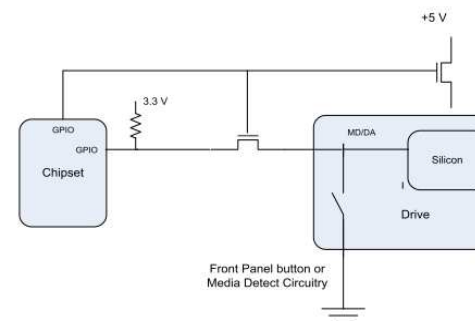 +5 V
3.3 V
GPIO
GPIO
Chipset
MD/DA
Silicon
Drive
Front Panel button or
Media Detect Circuitry